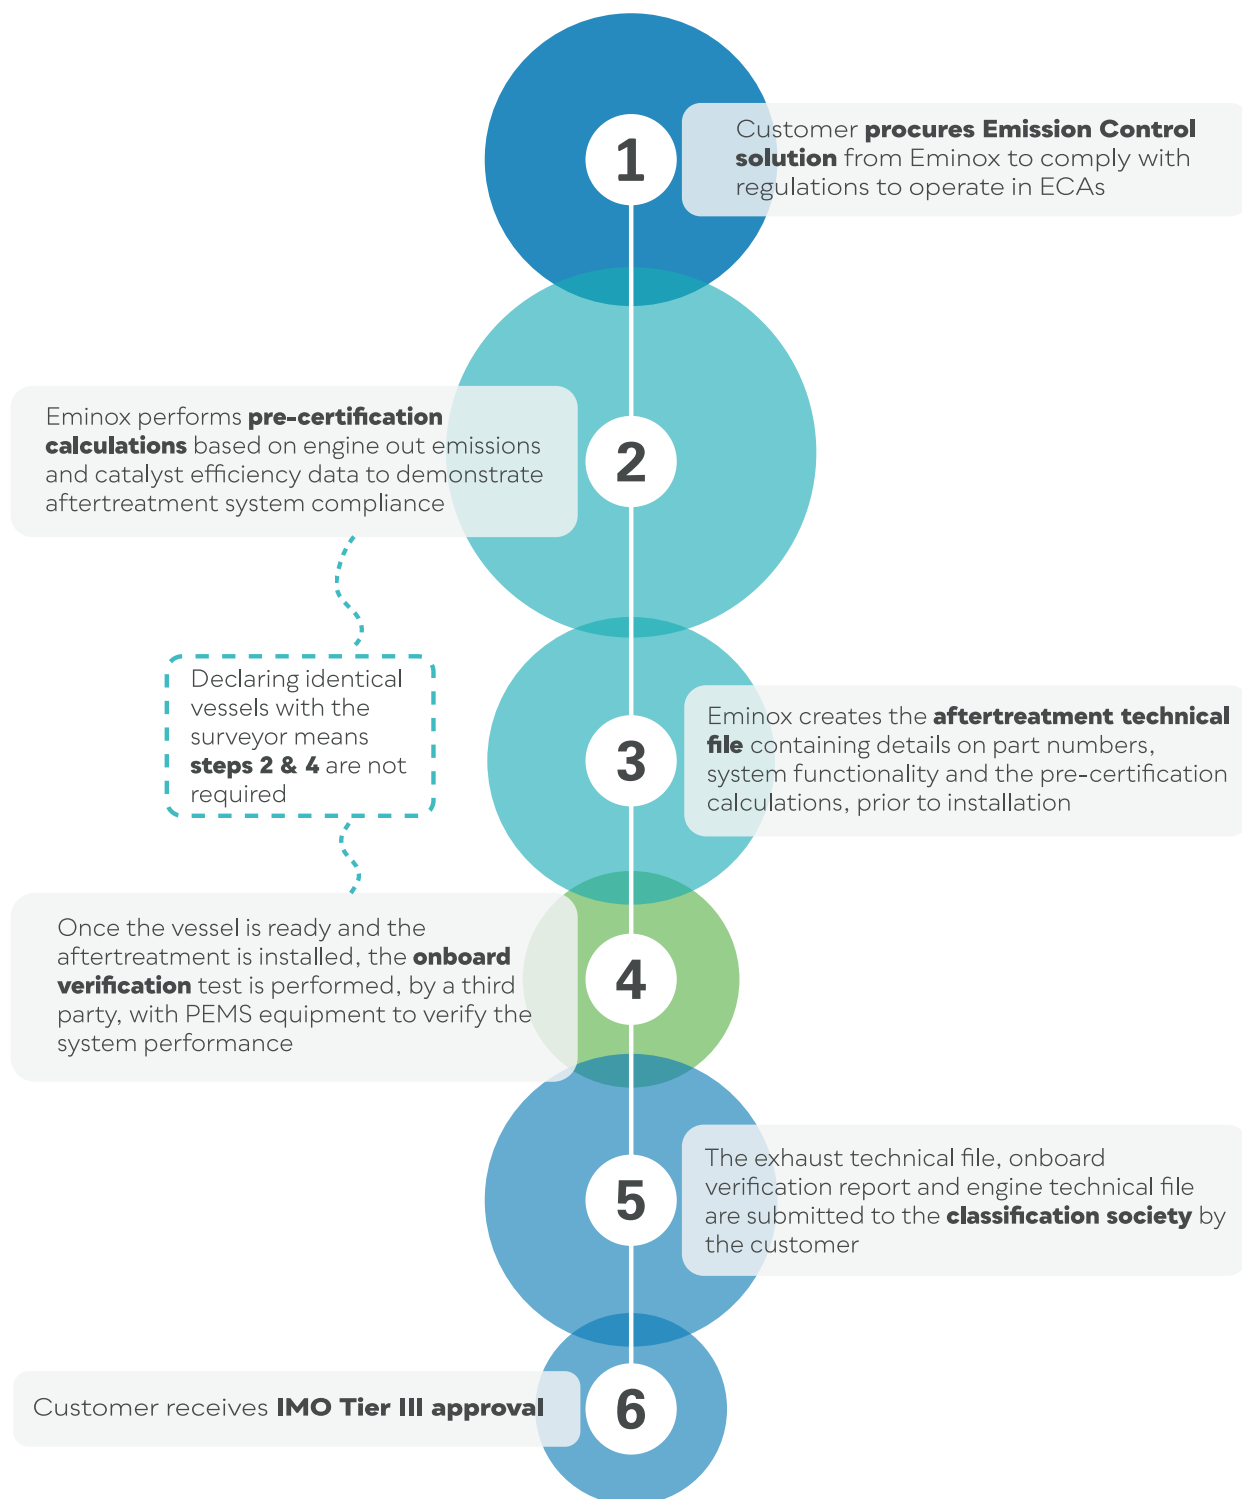 1
Customer procures Emission Control
solution from Eminox to comply with
regulations to operate in ECAs
Eminox performs pre-certification
calculations based on engine out emissions
and catalyst efficiency data to demonstrate
aftertreatment system compliance
2
Declaring identical
vessels with the
surveyor means
steps 2 & 4 are not
required
3
Eminox creates the aftertreatment technical
file containing details on part numbers,
system functionality and the pre-certification
calculations, prior to installation
Once the vessel is ready and the
aftertreatment is installed, the onboard
verification test is performed, by a third
party, with PEMS equipment to verify the
system performance
4
5
The exhaust technical file, onboard
verification report and engine technical file
are submitted to the classification society by
the customer
Customer receives IMO Tier III approval
6